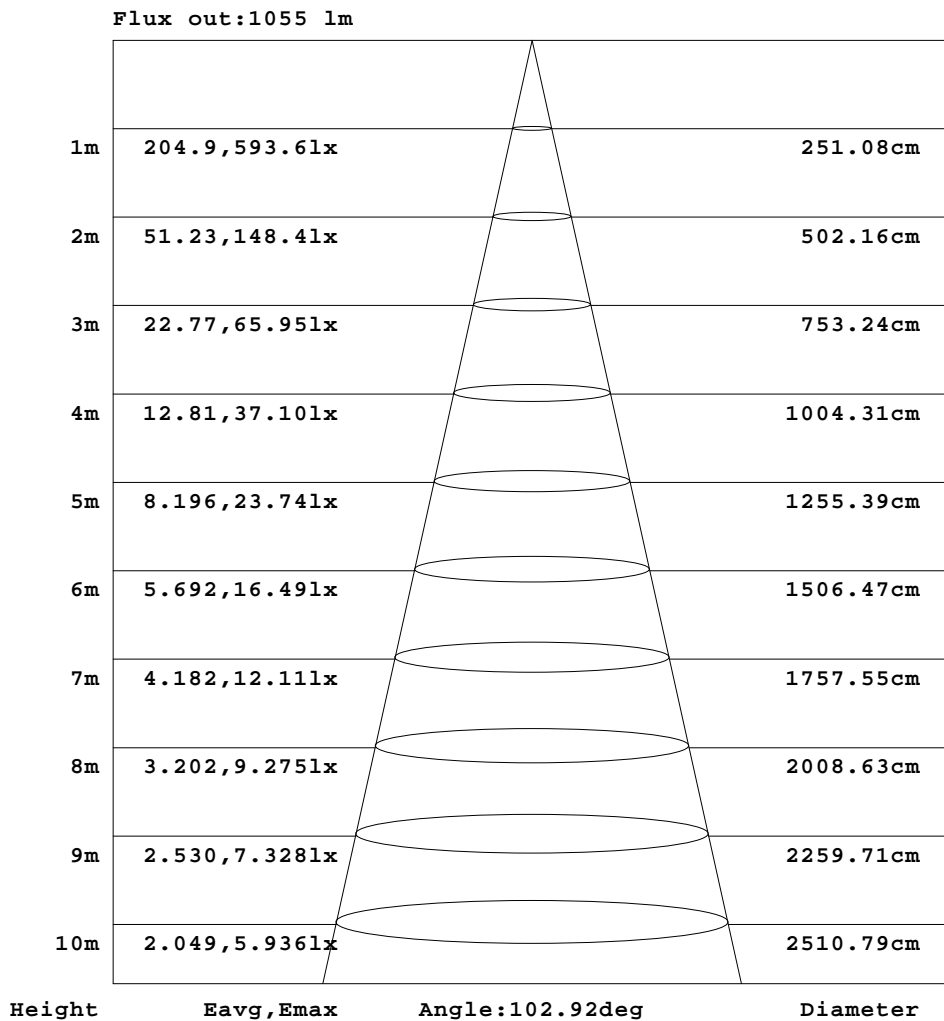 Flux out:1055 lm
1m 204.9,593.6lx 251.08cm
2m 51.23,148.4lx 502.16cm
3m 22.77,65.95lx 753.24cm
4m 12.81,37.10lx 1004.31cm
5m 8.196,23.74lx 1255.39cm
6m 5.692,16.49lx 1506.47cm
7m 4.182,12.11lx 1757.55cm
8m 3.202,9.275lx 2008.63cm
9m 2.530,7.328lx 2259.71cm
10m 2.049,5.936lx 2510.79cm
Height Eavg,Emax Angle:102.92deg Diameter